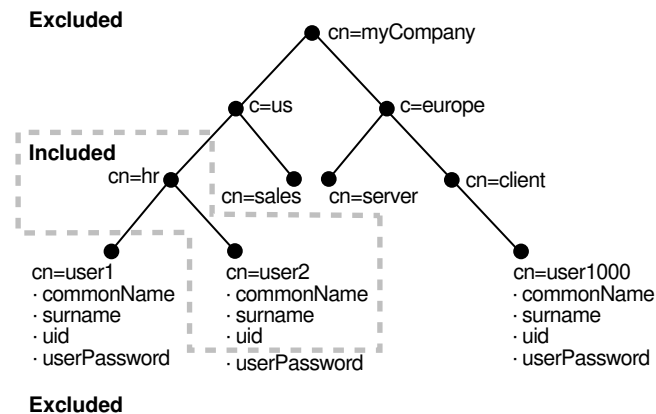 Excluded
cn=myCompany
c=us
c=europe
Included
cn=hr
cn=sales
cn=server
cn=client
cn=user1
· commonName
· surname
· uid
· userPassword
cn=user2
· commonName
· surname
· uid
· userPassword
cn=user1000
· commonName
· surname
· uid
· userPassword
Excluded